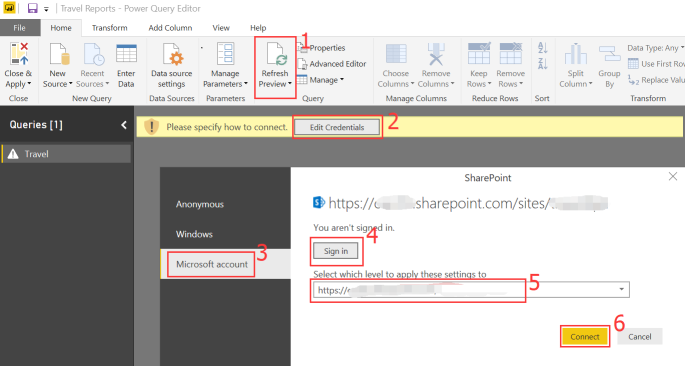 Travel Reports - Power Query Editor
File Home Transform Add Column View Help
1
Close & Apply
New Source
Recent Sources
Enter Data
Data source settings
Manage Parameters
Refresh Preview
Properties
Advanced Editor
Manage
Choose Columns
Remove Columns
Keep Rows
Remove Rows
Split Column
Group By
Data Type: Any
Use First Row
Replace Valu
Close New Query Data Sources Parameters Query Manage Columns Reduce Rows Sort Transform
Queries [1]
Please specify how to connect. Edit Credentials 2
Travel
SharePoint
Anonymous
Windows
3
Microsoft account
.sharepoint.com/sites/
You aren't signed in.
4
Sign in
Select which level to apply these settings to
5
https://
6
Connect Cancel